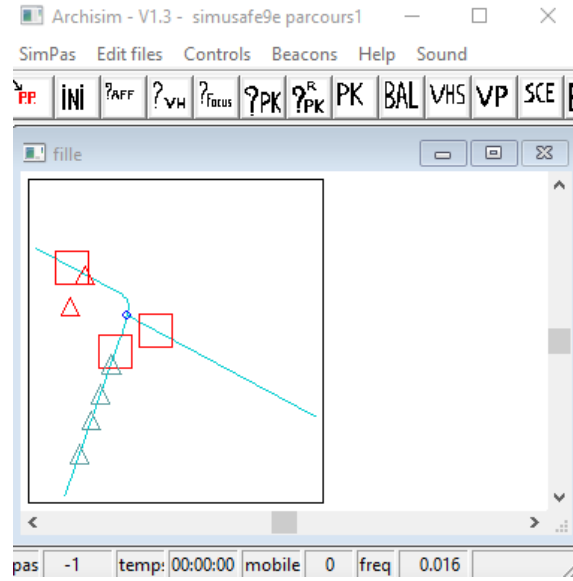 Archisim - V1.3 - simusafe9e parcours1
SimPas Edit files Controls Beacons Help Sound
P.P. iNi ?AFF ?VH ?Focus ?PK ?RPK PK BAL VHS VP SCE
fille
pas -1 temps 00:00:00 mobile 0 freq 0.016